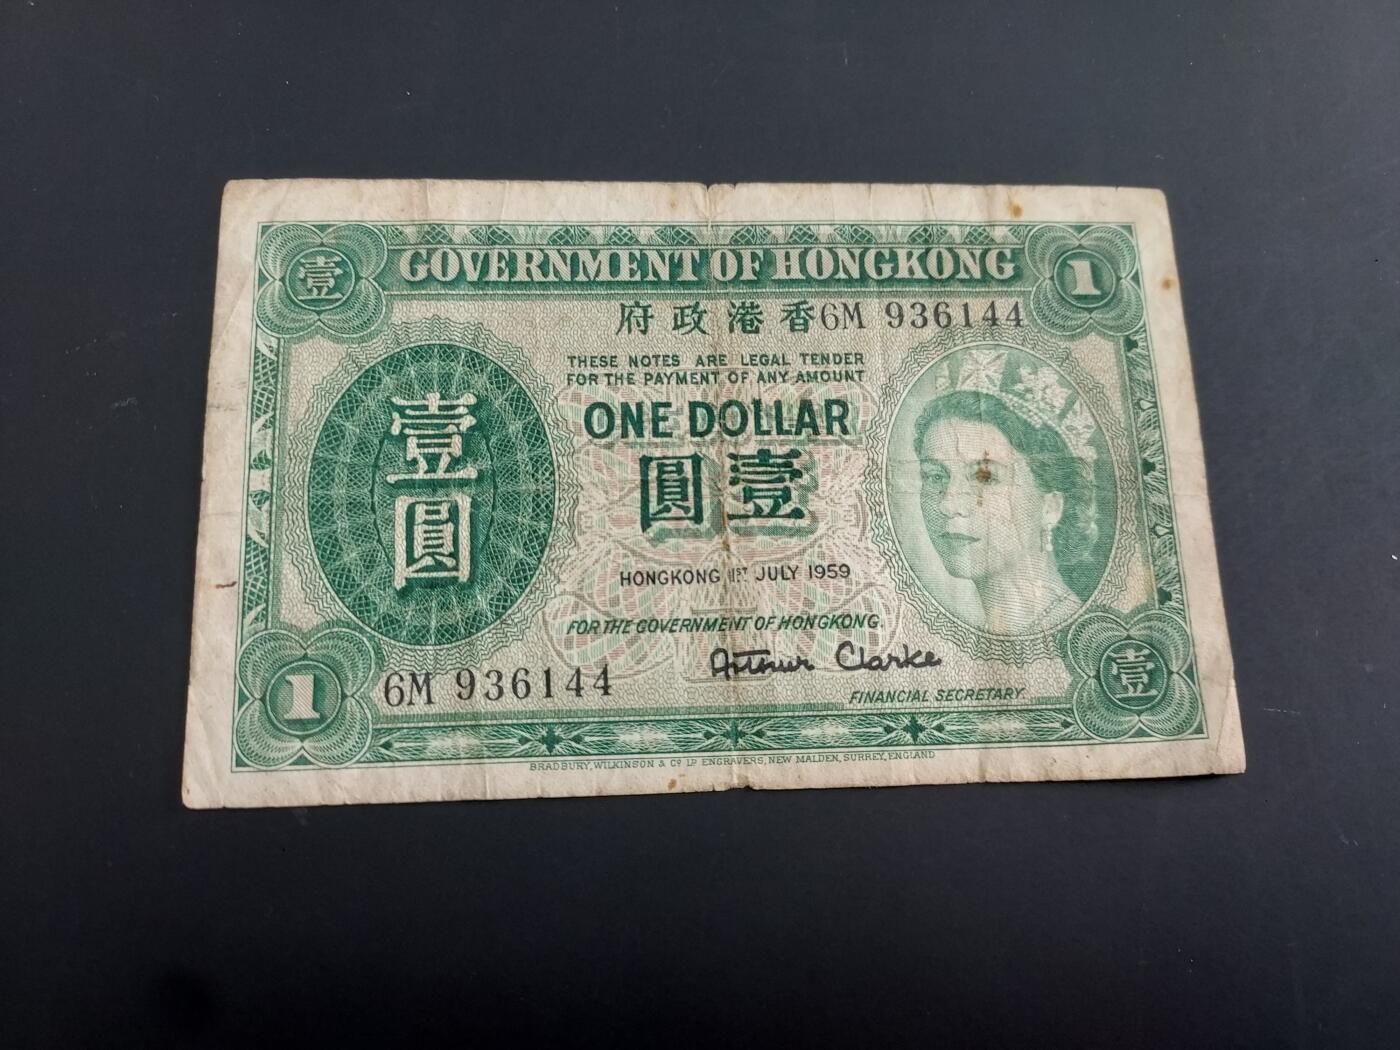 壹 GOVERNMENT OF HONGKONG 1
府政港香 6M 936144
THESE NOTES ARE LEGAL TENDER
FOR THE PAYMENT OF ANY AMOUNT
ONE DOLLAR
圓壹
壹圓
HONGKONG 1ST JULY 1959
FOR THE GOVERNMENT OF HONGKONG.
Arthur Clarke
6M 936144
FINANCIAL SECRETARY
1 壹
BRADBURY, WILKINSON & Co. LD ENGRAVERS, NEW MALDEN, SURREY, ENGLAND